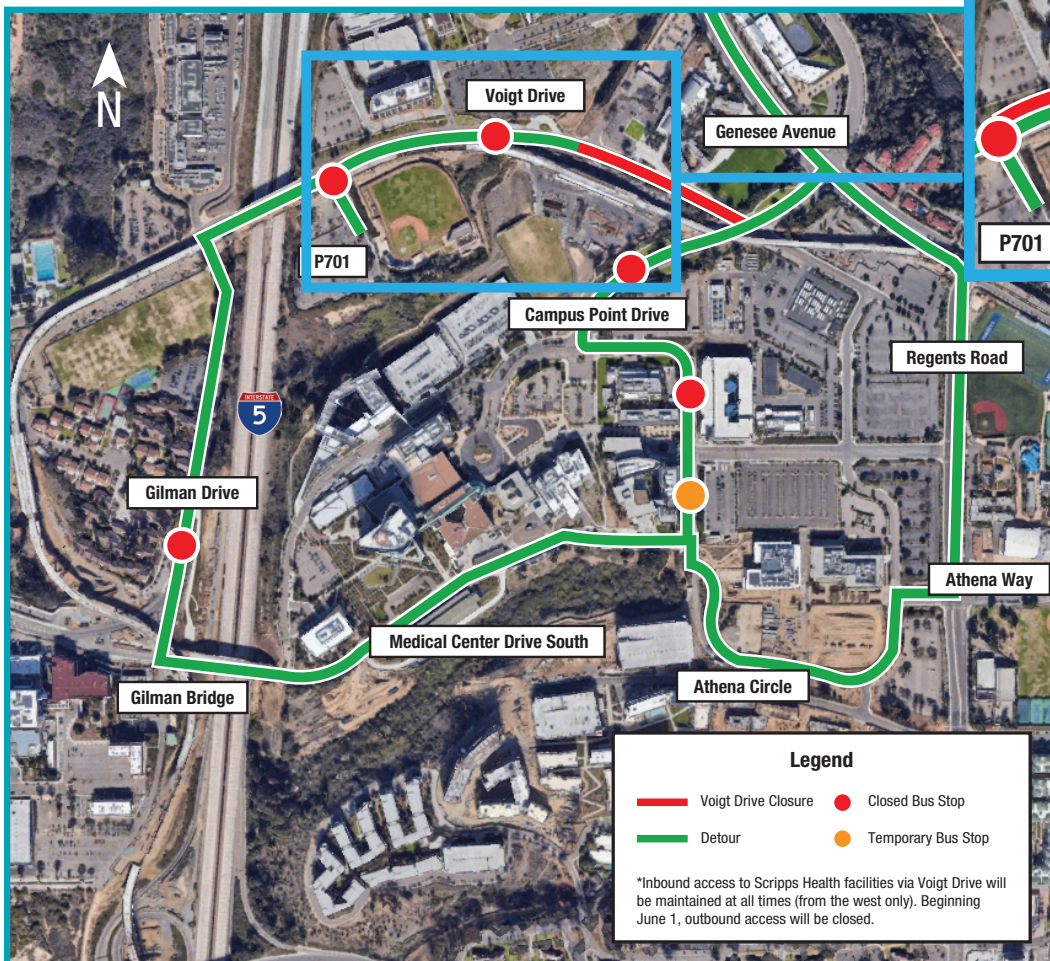 N
Voigt Drive
Genesee Avenue
P701
P701
Campus Point Drive
Regents Road
INTERSTATE
5
Gilman Drive
Athena Way
Medical Center Drive South
Gilman Bridge
Athena Circle
Legend
Voigt Drive Closure
Closed Bus Stop
Detour
Temporary Bus Stop
*Inbound access to Scripps Health facilities via Voigt Drive will
be maintained at all times (from the west only). Beginning
June 1, outbound access will be closed.